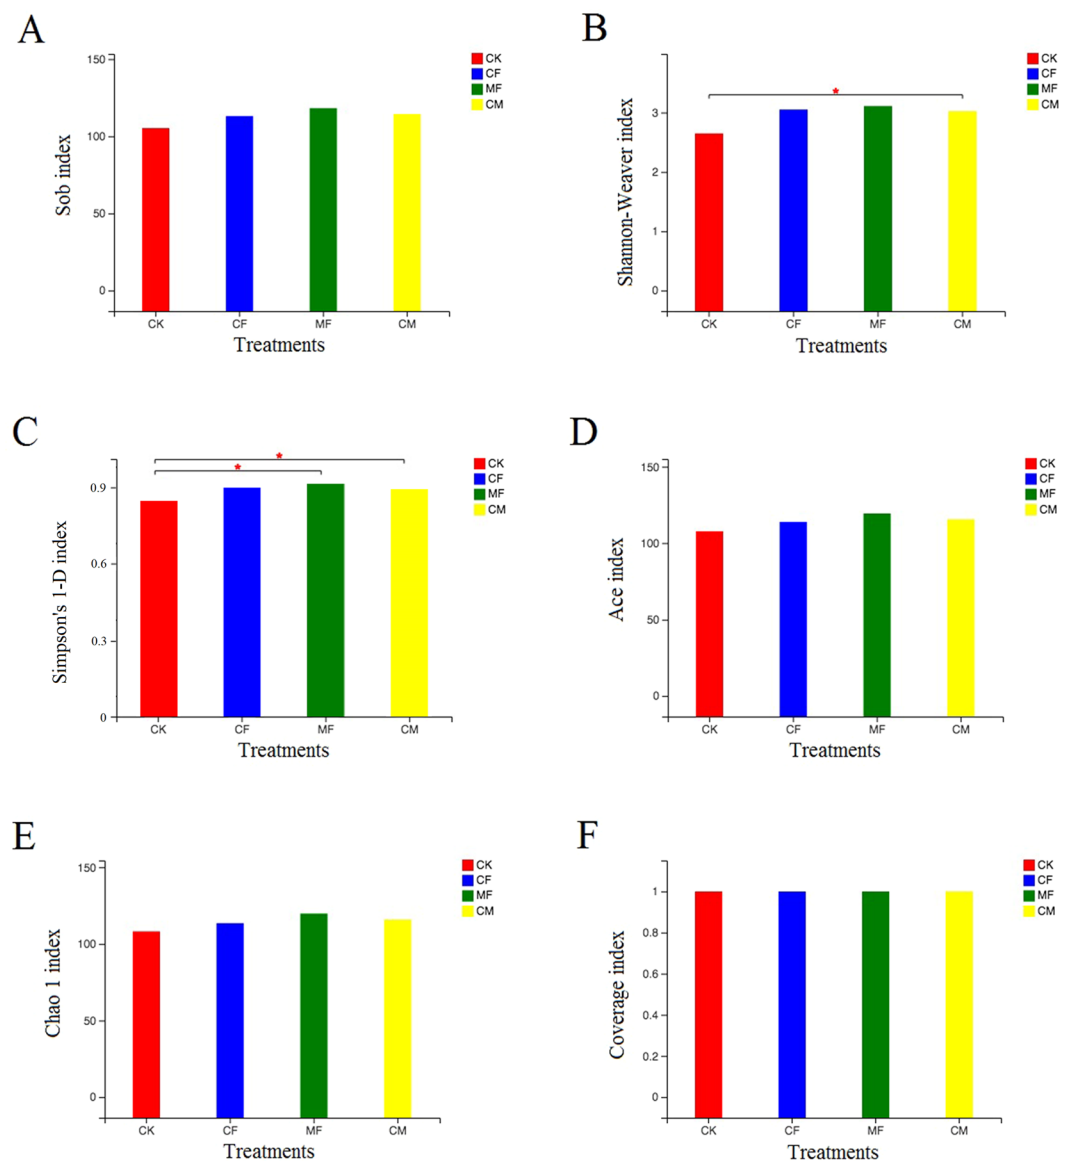 A
Sob index
150
100
50
0
CK
CF
MF
CM
Treatments
CK
CF
MF
CM
B
Shannon-Weaver index
3
2
1
0
*
CK
CF
MF
CM
Treatments
CK
CF
MF
CM
C
Simpson's 1-D index
0.9
0.6
0.3
0
*
*
CK
CF
MF
CM
Treatments
CK
CF
MF
CM
D
Ace index
150
100
50
0
CK
CF
MF
CM
Treatments
CK
CF
MF
CM
E
Chao 1 index
150
100
50
0
CK
CF
MF
CM
Treatments
CK
CF
MF
CM
F
Coverage index
1
0.8
0.6
0.4
0.2
0
CK
CF
MF
CM
Treatments
CK
CF
MF
CM